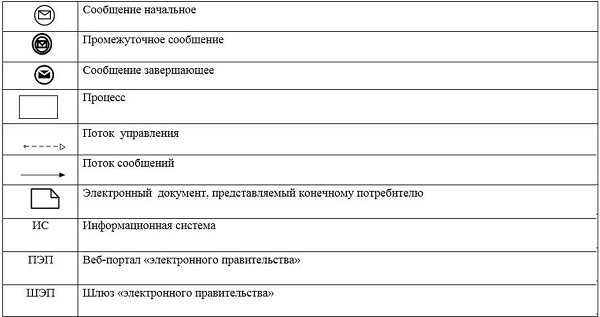 Сообщение начальное
Промежуточное сообщение
Сообщение завершающее
Процесс
Поток управления
Поток сообщений
Электронный документ, представляемый конечному потребителю
ИС Информационная система
ПЭП Веб-портал «электронного правительства»
ШЭП Шлюз «электронного правительства»